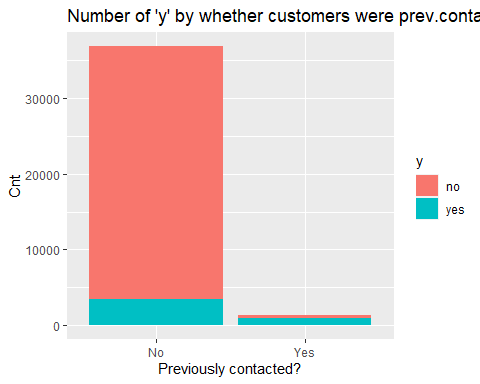 Number of 'y' by whether customers were prev.conta
Cnt
30000
20000
10000
0
No
Yes
Previously contacted?
y
no
yes